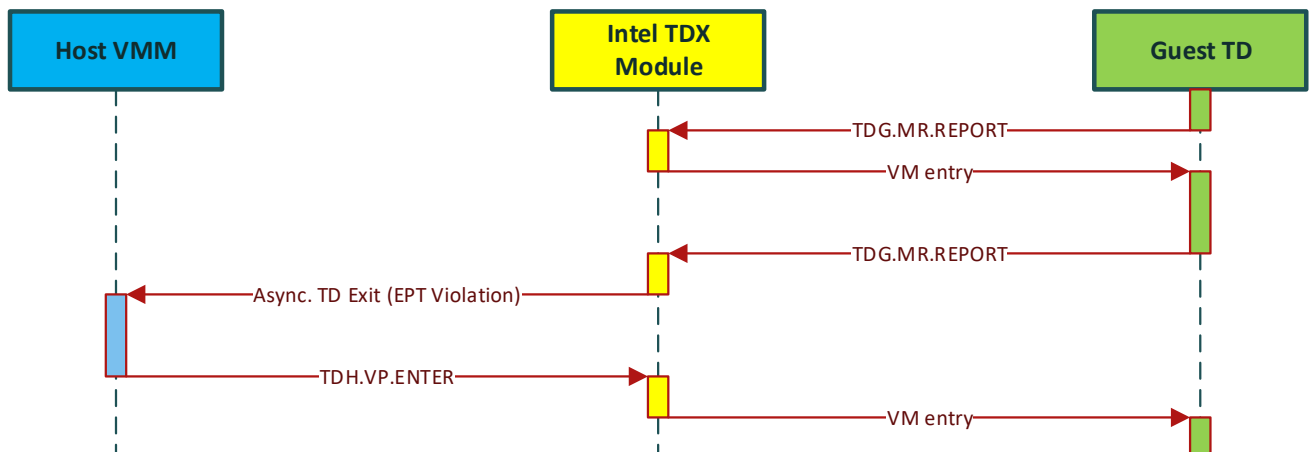 Host VMM
Intel TDX
Module
Guest TD
TDG.MR.REPORT
VM entry
TDG.MR.REPORT
Async. TD Exit (EPT Violation)
TDH.VP.ENTER
VM entry